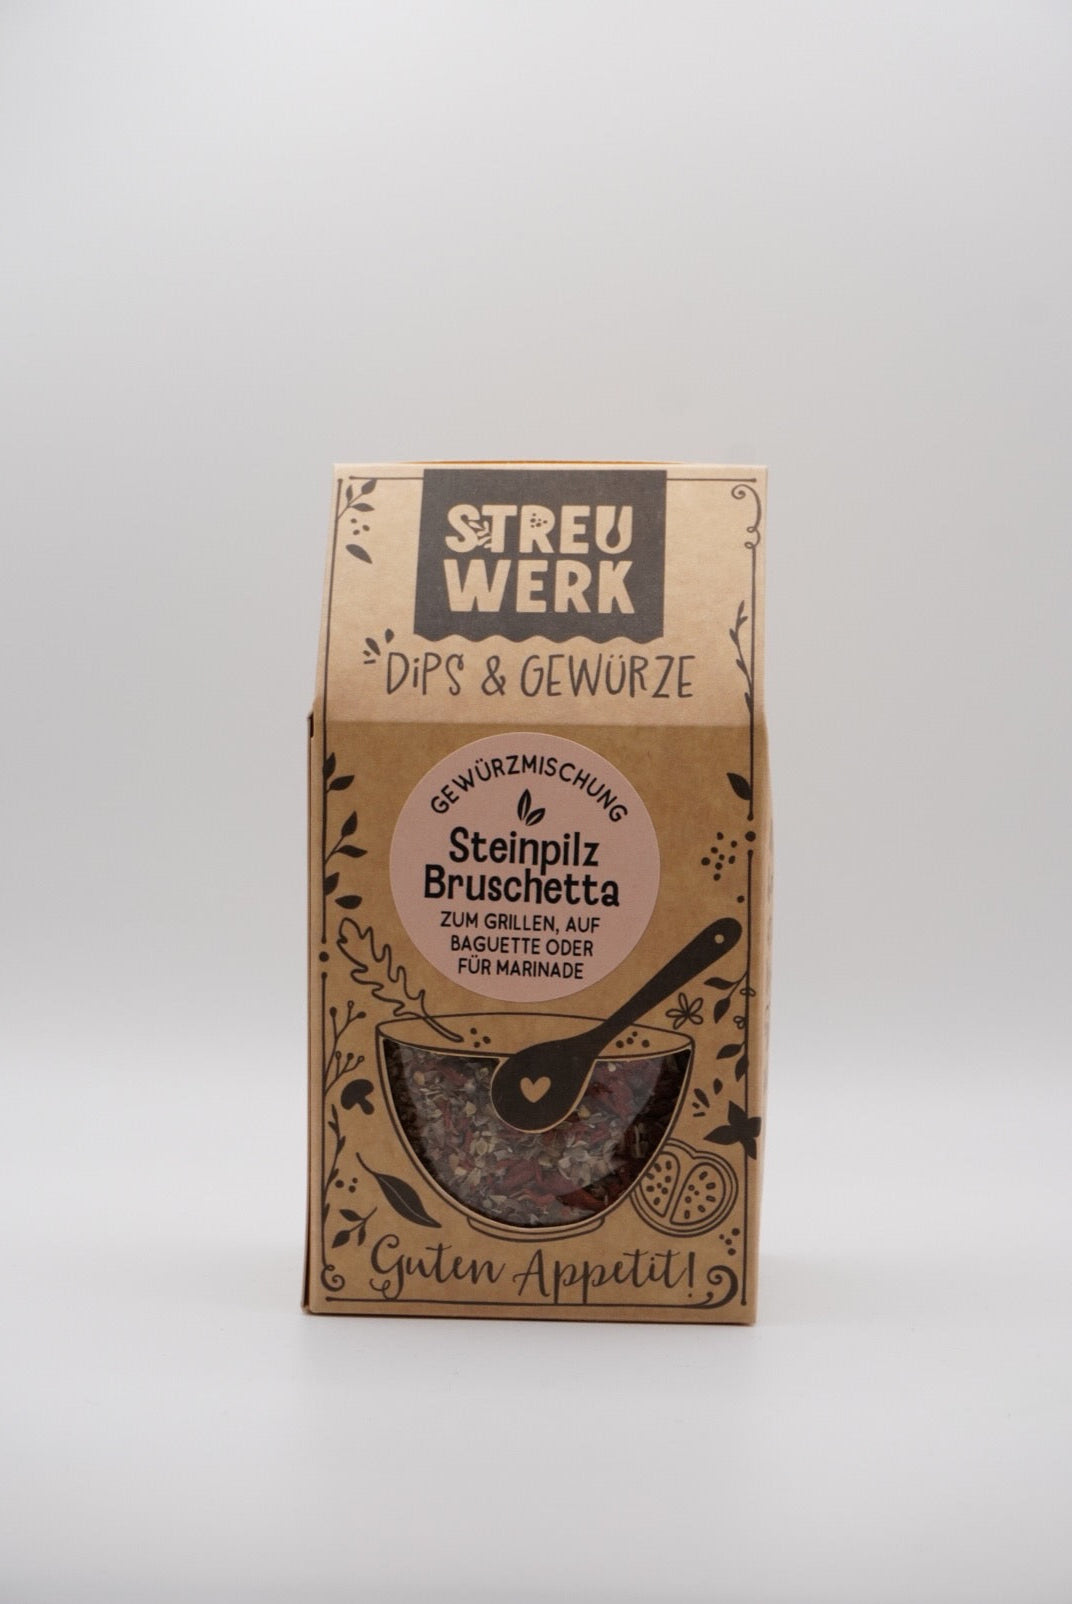 STREU
WERK
DiPS & GEWÜRZE
GEWÜRZMISCHUNG
Steinpilz
Bruschetta
ZUM GRILLEN, AUF
BAGUETTE ODER
FÜR MARINADE
Guten Appetit!